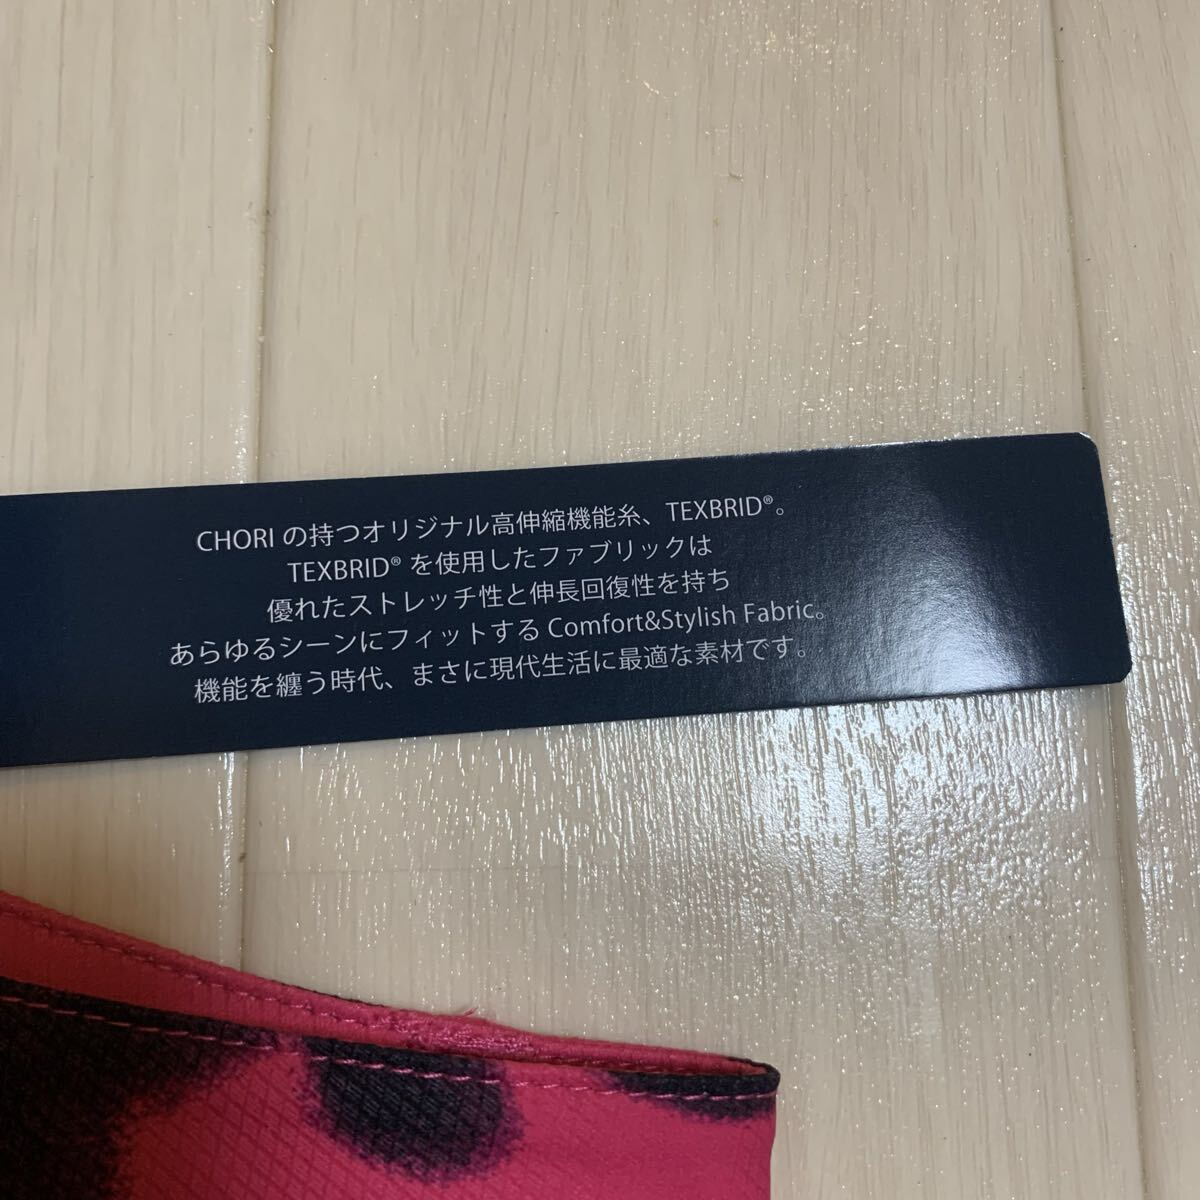 CHORI の持つオリジナル高伸縮機能糸、TEXBRID®。
TEXBRID® を使用したファブリックは
優れたストレッチ性と伸長回復性を持ち
あらゆるシーンにフィットする Comfort&Stylish Fabric。
機能を纏う時代、まさに現代生活に最適な素材です。